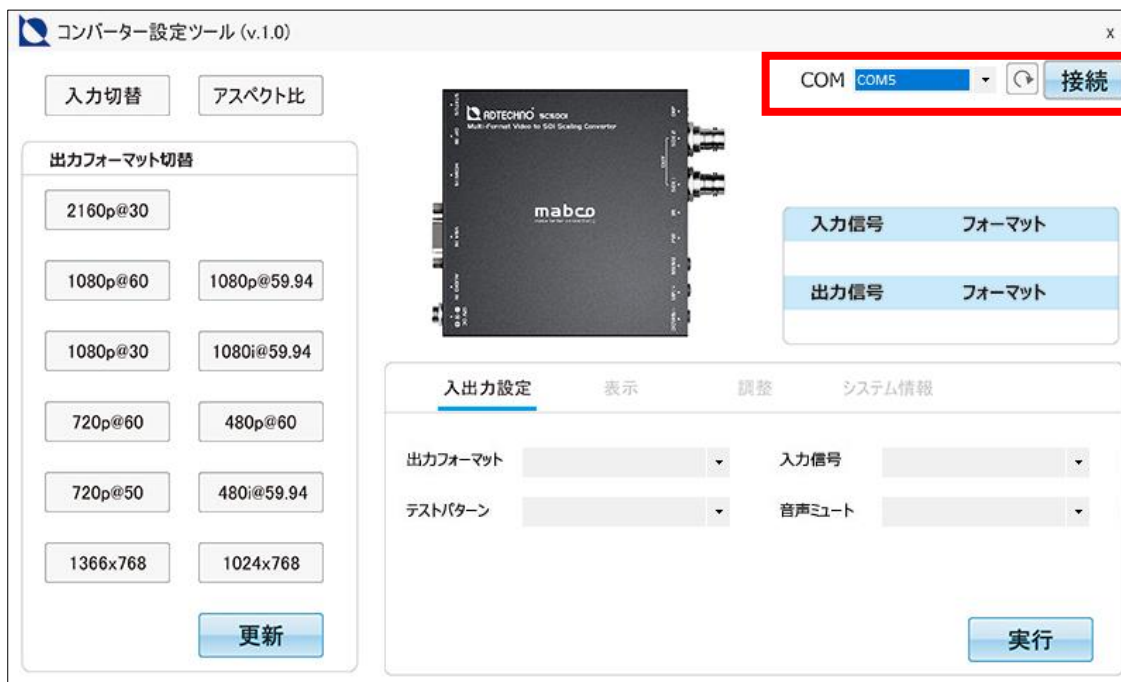 コンバーター設定ツール (v.1.0)
x
入力切替
アスペクト比
COM
COM5
接続
出力フォーマット切替
2160p@30
1080p@60
1080p@59.94
1080p@30
1080i@59.94
720p@60
480p@60
720p@50
480i@59.94
1366x768
1024x768
更新
ADTECHNO SC5DDI
Multi-Format Video to SDI Scaling Converter
mabco
STATUS
VGA IN
AUDIO IN
入力信号 フォーマット
出力信号 フォーマット
入出力設定
表示
調整
システム情報
出力フォーマット
入力信号
テストパターン
音声ミュート
実行